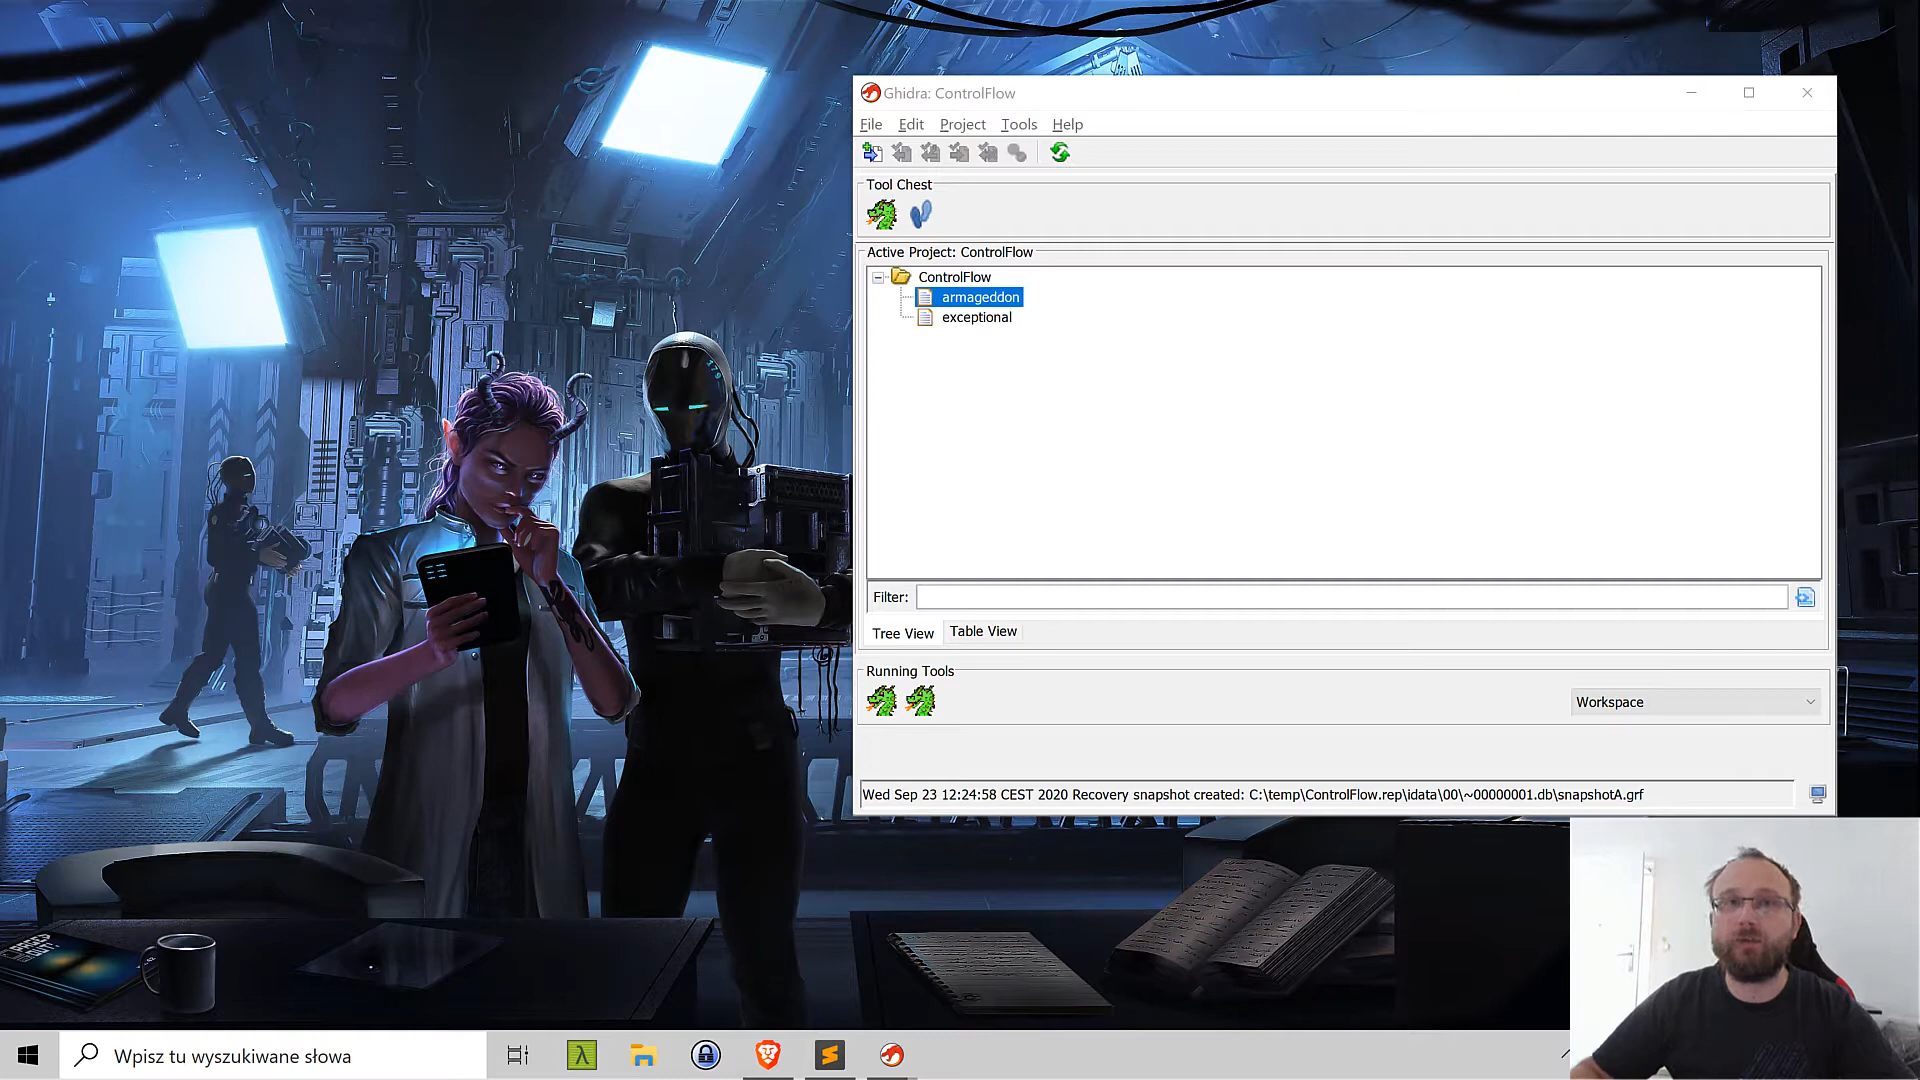 Ghidra: ControlFlow
File Edit Project Tools Help
Tool Chest
Active Project: ControlFlow
ControlFlow
armageddon
exceptional
Filter:
Tree View Table View
Running Tools
Workspace
Wed Sep 23 12:24:58 CEST 2020 Recovery snapshot created: C:\temp\ControlFlow.rep\idata\00\~00000001.db\snapshotA.grf
179
Wpisz tu wyszukiwane słowa